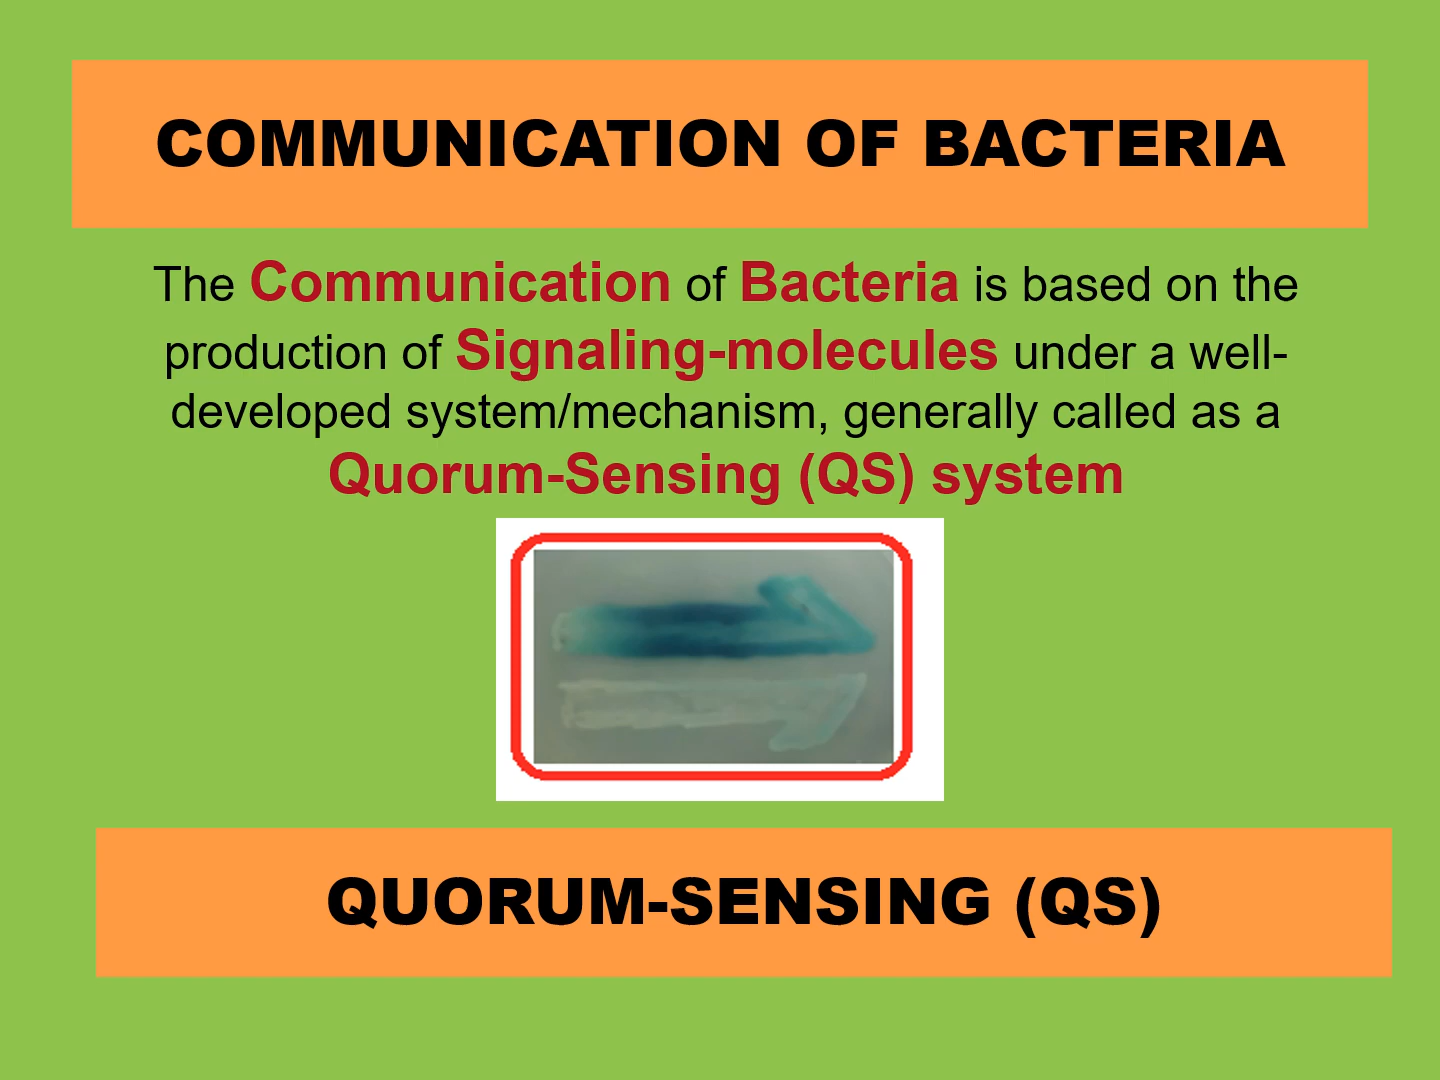 COMMUNICATION OF BACTERIA
The Communication of Bacteria is based on the
production of Signaling-molecules under a well-
developed system/mechanism, generally called as a
Quorum-Sensing (QS) system
QUORUM-SENSING (QS)